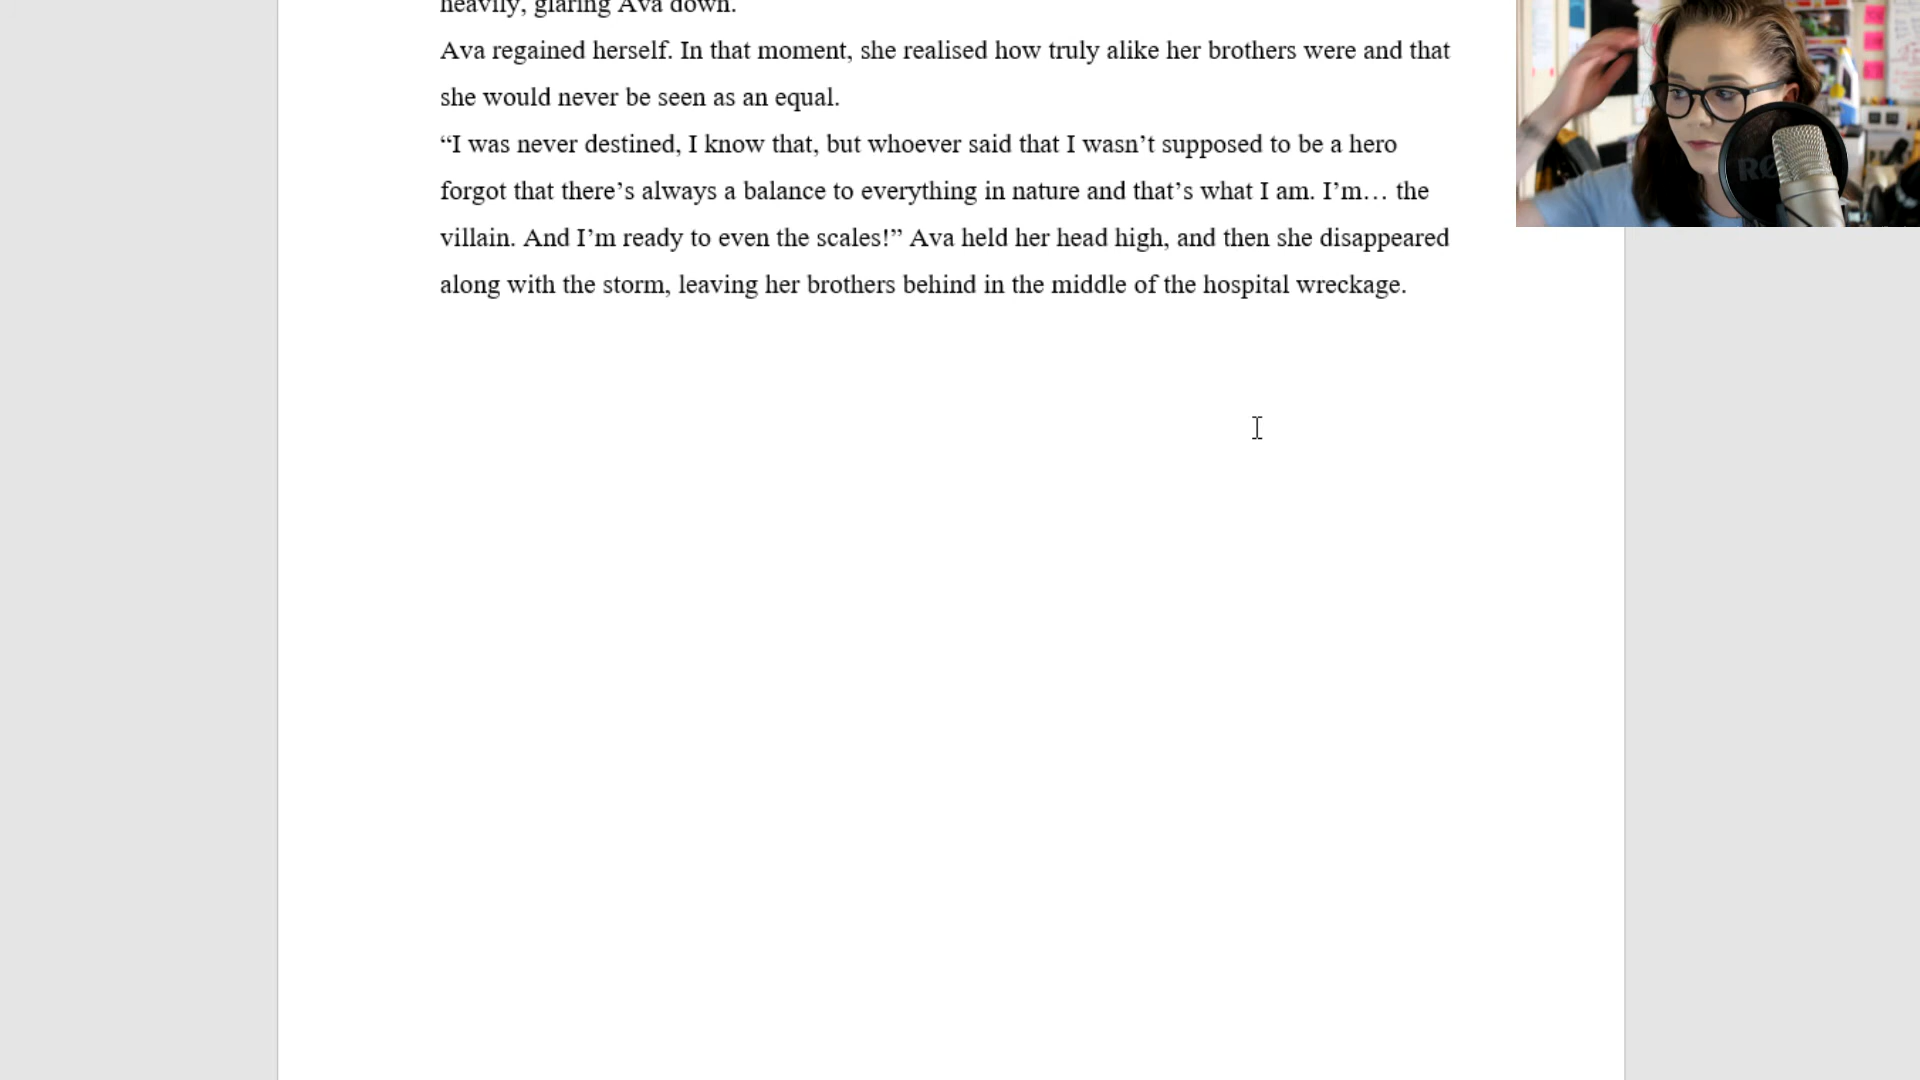 heavily, glaring Ava down.
Ava regained herself. In that moment, she realised how truly alike her brothers were and that
she would never be seen as an equal.
“I was never destined, I know that, but whoever said that I wasn’t supposed to be a hero
forgot that there’s always a balance to everything in nature and that’s what I am. I’m… the
villain. And I’m ready to even the scales!” Ava held her head high, and then she disappeared
along with the storm, leaving her brothers behind in the middle of the hospital wreckage.
RØ